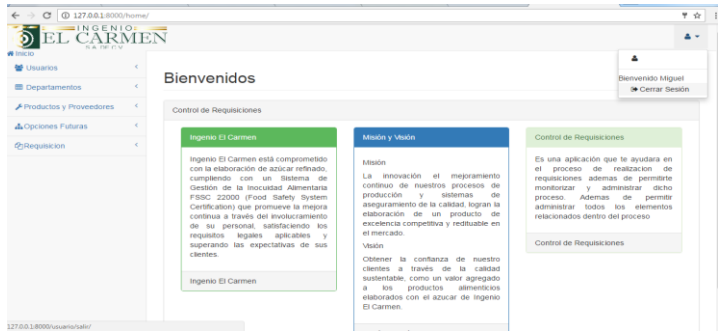 127.0.0.1:8000/home/
INGENIO
EL CARMEN
S.A. DE C.V.
Inicio
Usuarios
Departamentos
Productos y Proveedores
Opciones Futuras
Requisicion
Bienvenido Miguel
Cerrar Sesión
Bienvenidos
Control de Requisiciones
Ingenio El Carmen
Ingenio El Carmen está comprometido
con la elaboración de azúcar refinado,
cumpliendo con un Sistema de
Gestión de la Inocuidad Alimentaria
FSSC 22000 (Food Safety System
Certification) que promueve la mejora
continua a través del involucramiento
de su personal, satisfaciendo los
requisitos legales aplicables y
superando las expectativas de sus
clientes.
Ingenio El Carmen
Misión y Visión
Misión
La innovación el mejoramiento
continuo de nuestros procesos de
producción y sistemas de
aseguramiento de la calidad, logran la
elaboración de un producto de
excelencia competitiva y redituable en
el mercado.
Visión
Obtener la confianza de nuestro
clientes a través de la calidad
sustentable, como un valor agregado
a los productos alimenticios
elaborados con el azucar de Ingenio
El Carmen.
Control de Requisiciones
Es una aplicación que te ayudara en
el proceso de realizacion de
requisiciones ademas de permitirte
monitorizar y administrar dicho
proceso. Ademas de permitir
administrar todos los elementos
relacionados dentro del proceso
Control de Requisiciones
127.0.0.1:8000/usuario/salir/